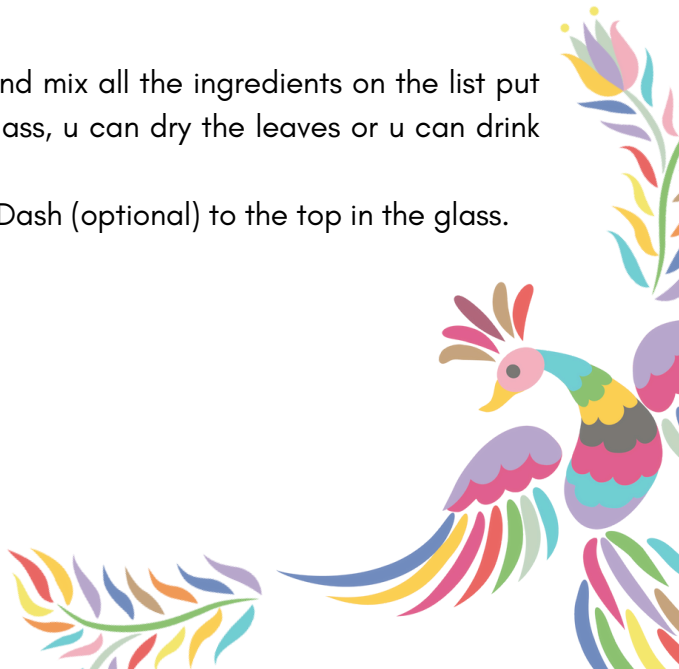 nd mix all the ingredients on the list put
ass, u can dry the leaves or u can drink
Dash (optional) to the top in the glass.